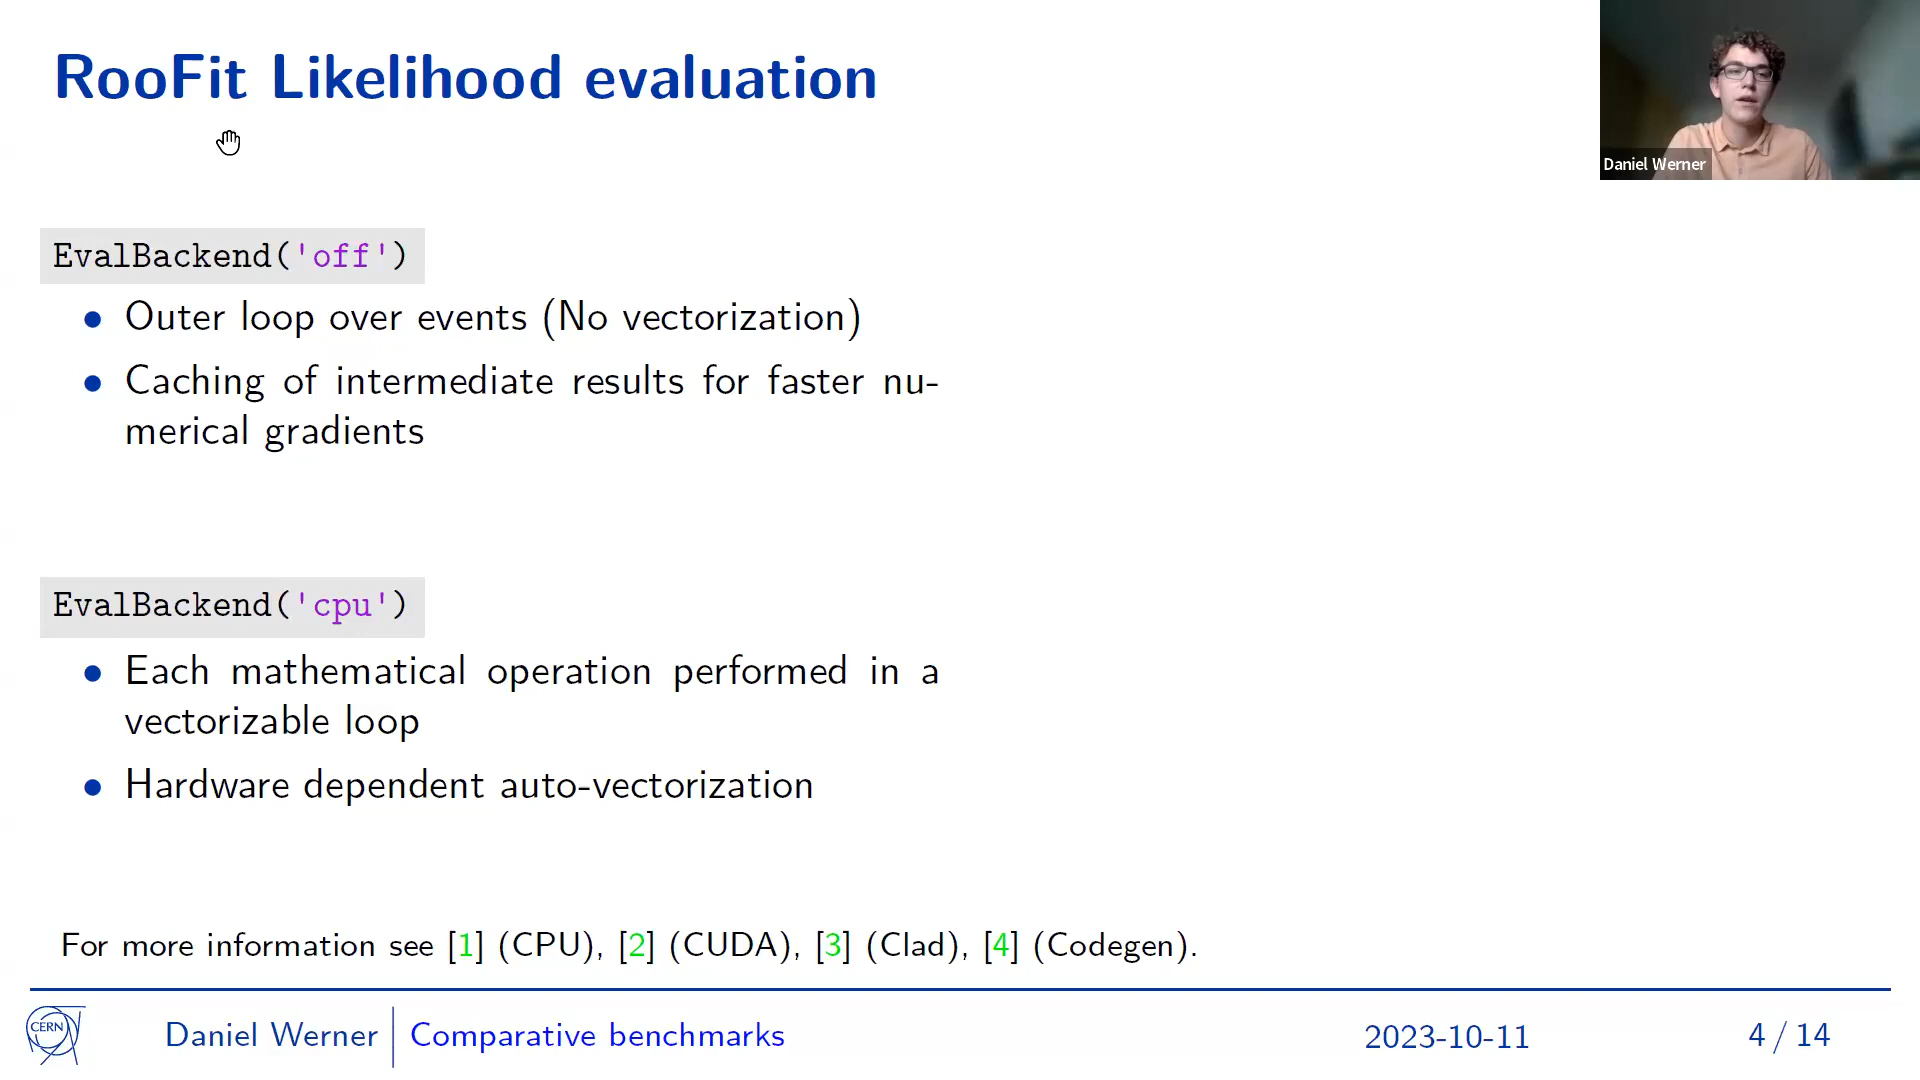 RooFit Likelihood evaluation
Daniel Werner
EvalBackend('off')
• Outer loop over events (No vectorization)
• Caching of intermediate results for faster nu-
merical gradients
EvalBackend('cpu')
• Each mathematical operation performed in a
vectorizable loop
• Hardware dependent auto-vectorization
For more information see [1] (CPU), [2] (CUDA), [3] (Clad), [4] (Codegen).
CERN
Daniel Werner
Comparative benchmarks
2023-10-11
4 / 14